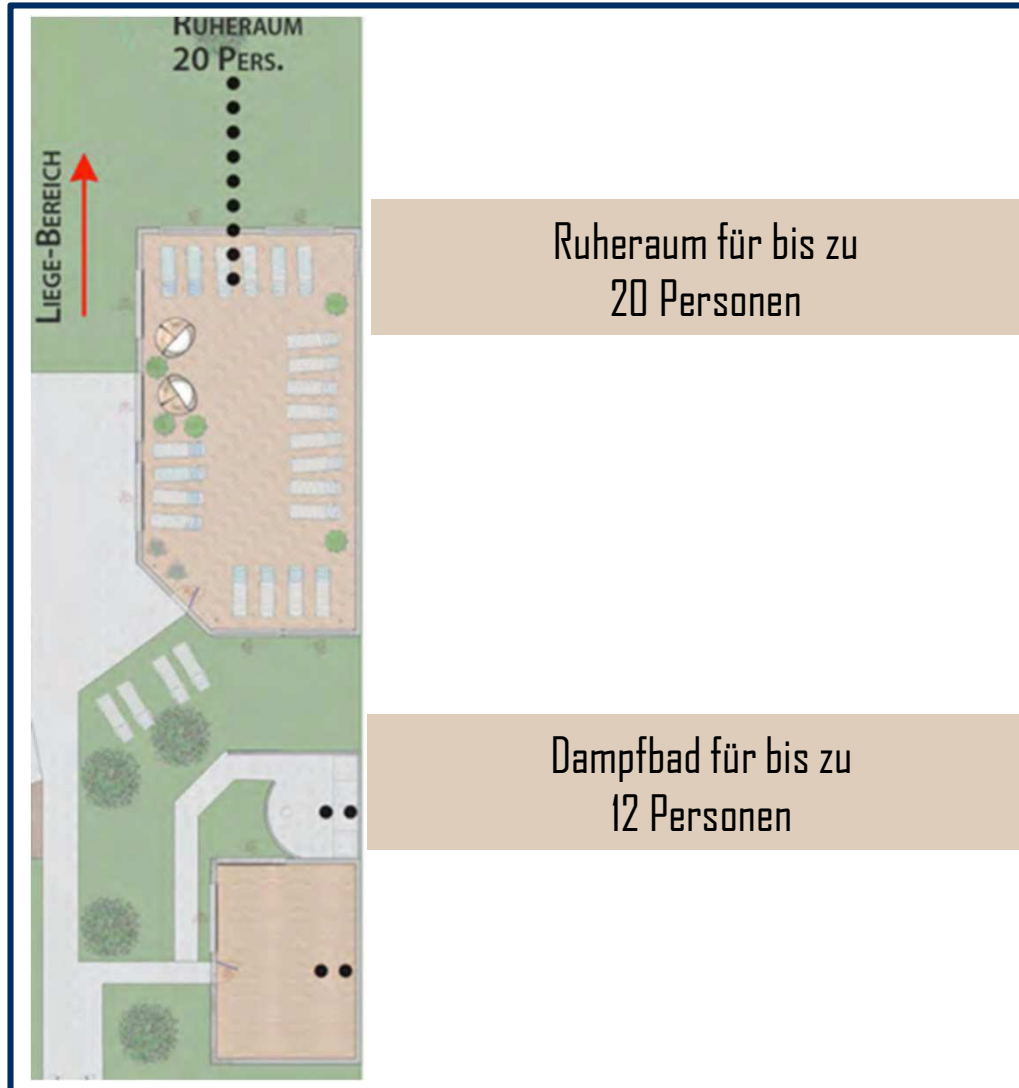 RUHERAUM
20 PERS.
LIEGE-BEREICH
Ruheraum für bis zu
20 Personen
Dampfbad für bis zu
12 Personen